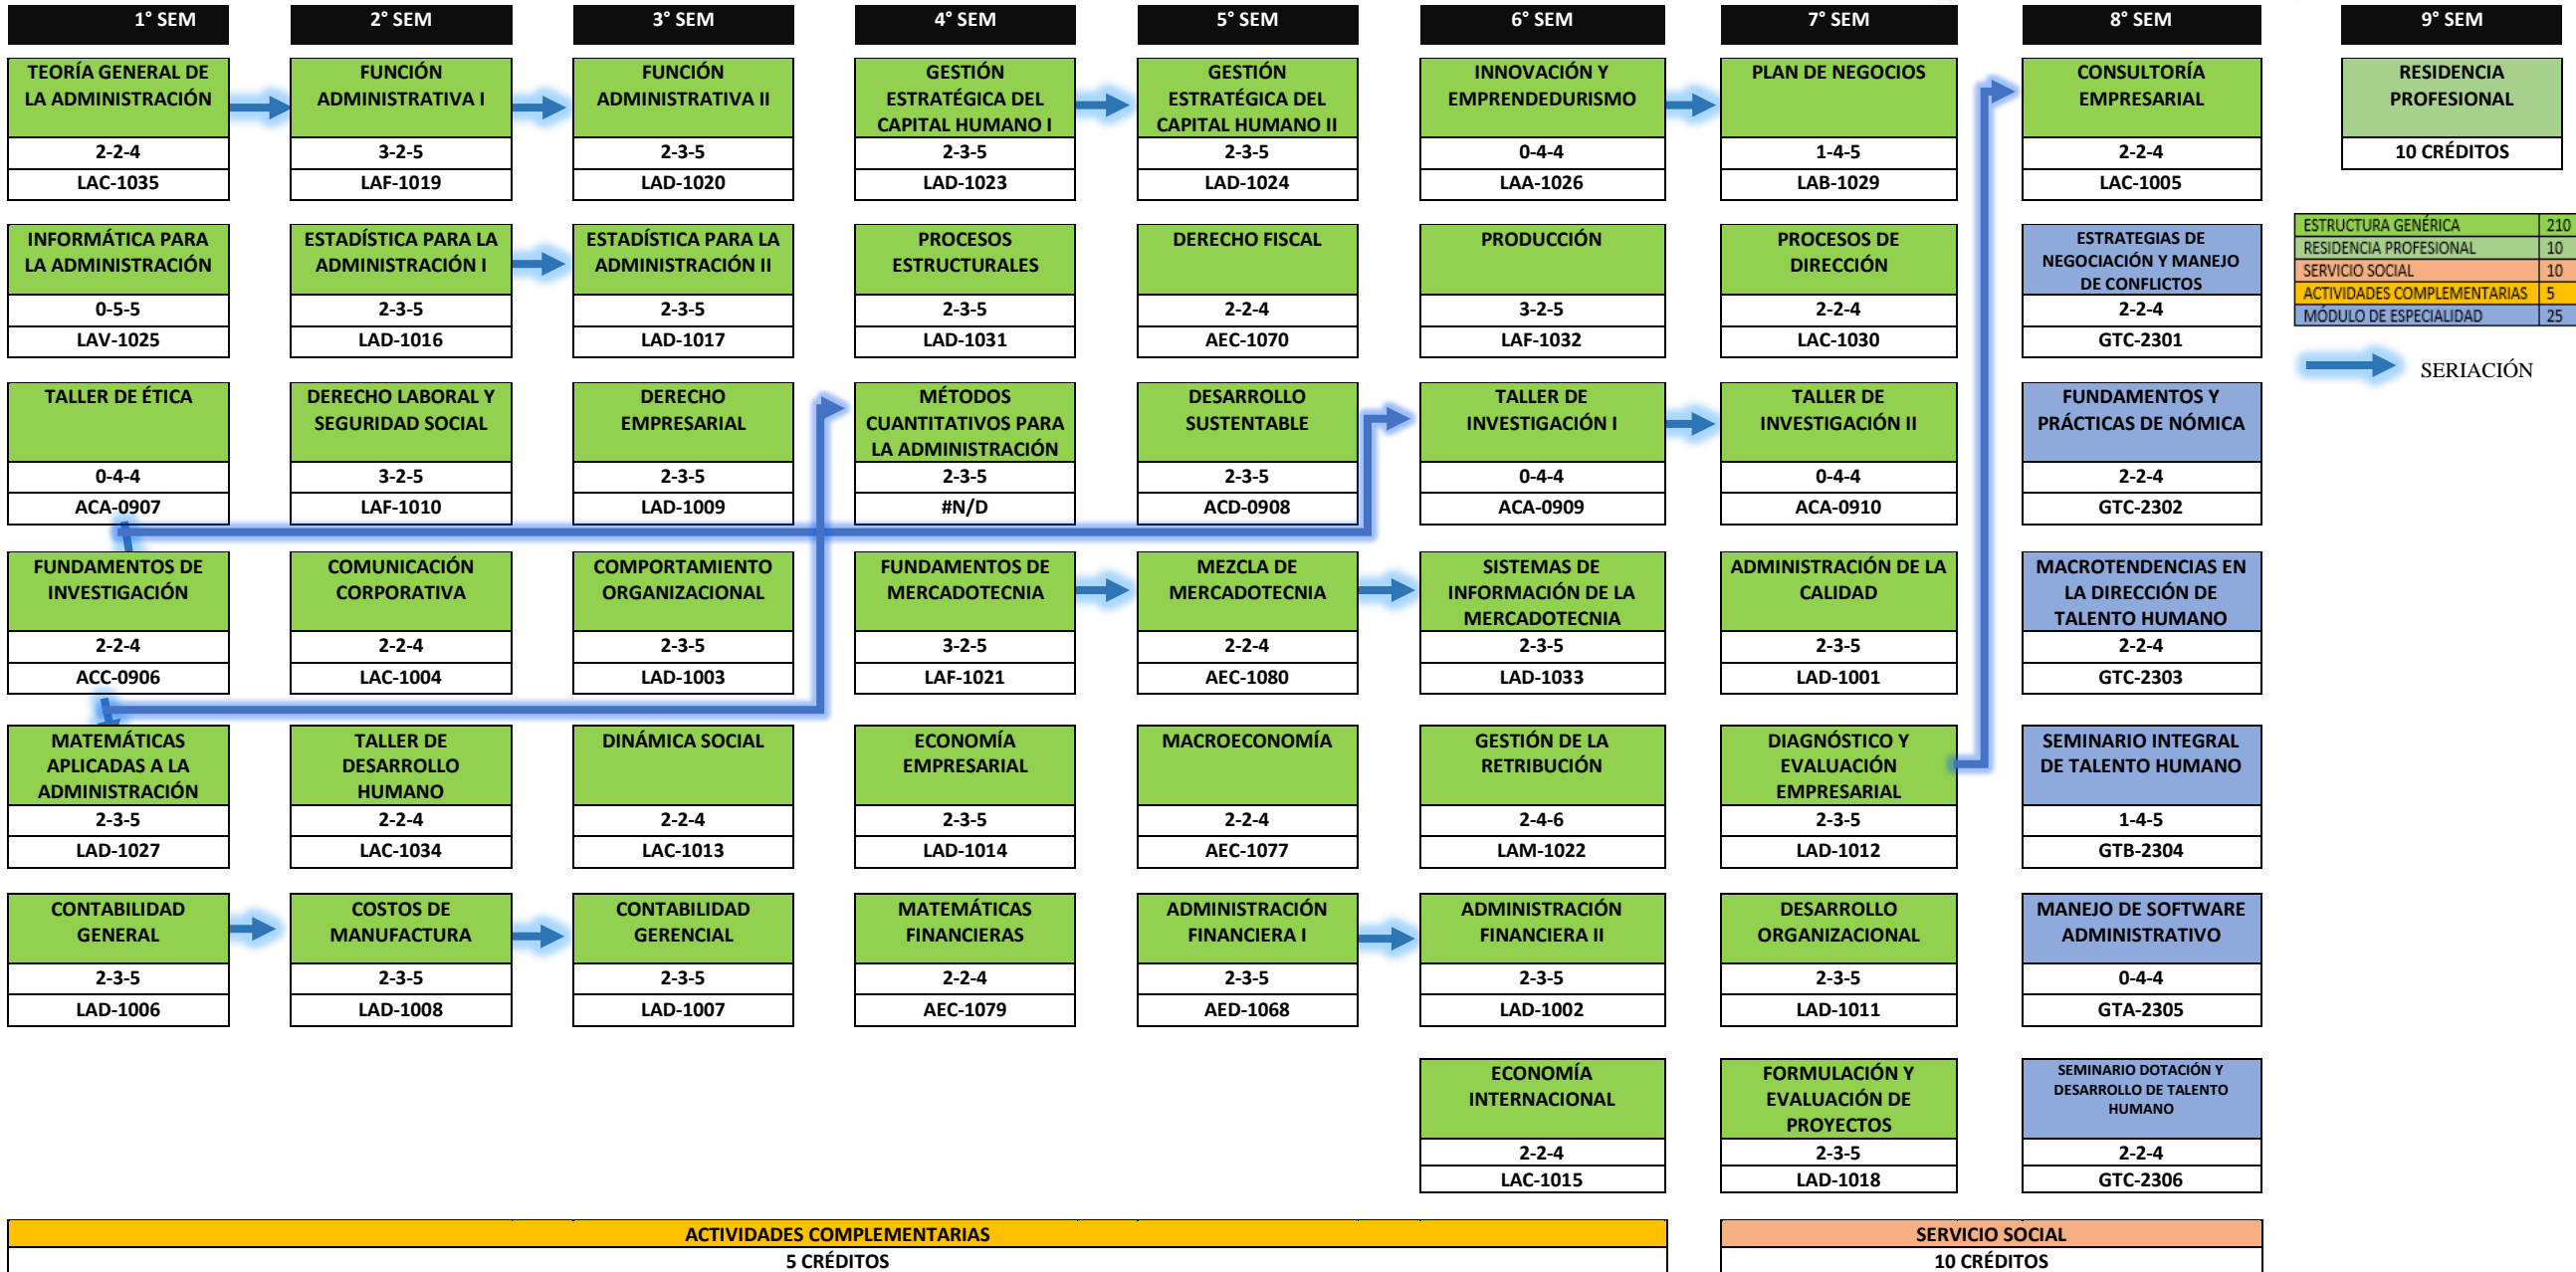 1° SEM
2° SEM
3° SEM
4° SEM
5° SEM
6° SEM
7° SEM
8° SEM
9° SEM
TEORÍA GENERAL DE
LA ADMINISTRACIÓN
2-2-4
LAC-1035
FUNCIÓN
ADMINISTRATIVA I
3-2-5
LAF-1019
FUNCIÓN
ADMINISTRATIVA II
2-3-5
LAD-1020
GESTIÓN
ESTRATÉGICA DEL
CAPITAL HUMANO I
2-3-5
LAD-1023
GESTIÓN
ESTRATÉGICA DEL
CAPITAL HUMANO II
2-3-5
LAD-1024
INNOVACIÓN Y
EMPRENDEDURISMO
0-4-4
LAA-1026
PLAN DE NEGOCIOS
1-4-5
LAB-1029
CONSULTORÍA
EMPRESARIAL
2-2-4
LAC-1005
RESIDENCIA
PROFESIONAL
10 CRÉDITOS
INFORMÁTICA PARA
LA ADMINISTRACIÓN
0-5-5
LAV-1025
ESTADÍSTICA PARA LA
ADMINISTRACIÓN I
2-3-5
LAD-1016
ESTADÍSTICA PARA LA
ADMINISTRACIÓN II
2-3-5
LAD-1017
PROCESOS
ESTRUCTURALES
2-3-5
LAD-1031
DERECHO FISCAL
2-2-4
AEC-1070
PRODUCCIÓN
3-2-5
LAF-1032
PROCESOS DE
DIRECCIÓN
2-2-4
LAC-1030
ESTRATEGIAS DE
NEGOCIACIÓN Y MANEJO
DE CONFLICTOS
2-2-4
GTC-2301
ESTRUCTURA GENÉRICA 210
RESIDENCIA PROFESIONAL 10
SERVICIO SOCIAL 10
ACTIVIDADES COMPLEMENTARIAS 5
MÓDULO DE ESPECIALIDAD 25
SERIACIÓN
TALLER DE ÉTICA
0-4-4
ACA-0907
DERECHO LABORAL Y
SEGURIDAD SOCIAL
3-2-5
LAF-1010
DERECHO
EMPRESARIAL
2-3-5
LAD-1009
MÉTODOS
CUANTITATIVOS PARA
LA ADMINISTRACIÓN
2-3-5
#N/D
DESARROLLO
SUSTENTABLE
2-3-5
ACD-0908
TALLER DE
INVESTIGACIÓN I
0-4-4
ACA-0909
TALLER DE
INVESTIGACIÓN II
0-4-4
ACA-0910
FUNDAMENTOS Y
PRÁCTICAS DE NÓMICA
2-2-4
GTC-2302
FUNDAMENTOS DE
INVESTIGACIÓN
2-2-4
ACC-0906
COMUNICACIÓN
CORPORATIVA
2-2-4
LAC-1004
COMPORTAMIENTO
ORGANIZACIONAL
2-3-5
LAD-1003
FUNDAMENTOS DE
MERCADOTECNIA
3-2-5
LAF-1021
MEZCLA DE
MERCADOTECNIA
2-2-4
AEC-1080
SISTEMAS DE
INFORMACIÓN DE LA
MERCADOTECNIA
2-3-5
LAD-1033
ADMINISTRACIÓN DE LA
CALIDAD
2-3-5
LAD-1001
MACROTENDENCIAS EN
LA DIRECCIÓN DE
TALENTO HUMANO
2-2-4
GTC-2303
MATEMÁTICAS
APLICADAS A LA
ADMINISTRACIÓN
2-3-5
LAD-1027
TALLER DE
DESARROLLO
HUMANO
2-2-4
LAC-1034
DINÁMICA SOCIAL
2-2-4
LAC-1013
ECONOMÍA
EMPRESARIAL
2-3-5
LAD-1014
MACROECONOMÍA
2-2-4
AEC-1077
GESTIÓN DE LA
RETRIBUCIÓN
2-4-6
LAM-1022
DIAGNÓSTICO Y
EVALUACIÓN
EMPRESARIAL
2-3-5
LAD-1012
SEMINARIO INTEGRAL
DE TALENTO HUMANO
1-4-5
GTB-2304
CONTABILIDAD
GENERAL
2-3-5
LAD-1006
COSTOS DE
MANUFACTURA
2-3-5
LAD-1008
CONTABILIDAD
GERENCIAL
2-3-5
LAD-1007
MATEMÁTICAS
FINANCIERAS
2-2-4
AEC-1079
ADMINISTRACIÓN
FINANCIERA I
2-3-5
AED-1068
ADMINISTRACIÓN
FINANCIERA II
2-3-5
LAD-1002
DESARROLLO
ORGANIZACIONAL
2-3-5
LAD-1011
MANEJO DE SOFTWARE
ADMINISTRATIVO
0-4-4
GTA-2305
ECONOMÍA
INTERNACIONAL
2-2-4
LAC-1015
FORMULACIÓN Y
EVALUACIÓN DE
PROYECTOS
2-3-5
LAD-1018
SEMINARIO DOTACIÓN Y
DESARROLLO DE TALENTO
HUMANO
2-2-4
GTC-2306
ACTIVIDADES COMPLEMENTARIAS
5 CRÉDITOS
SERVICIO SOCIAL
10 CRÉDITOS